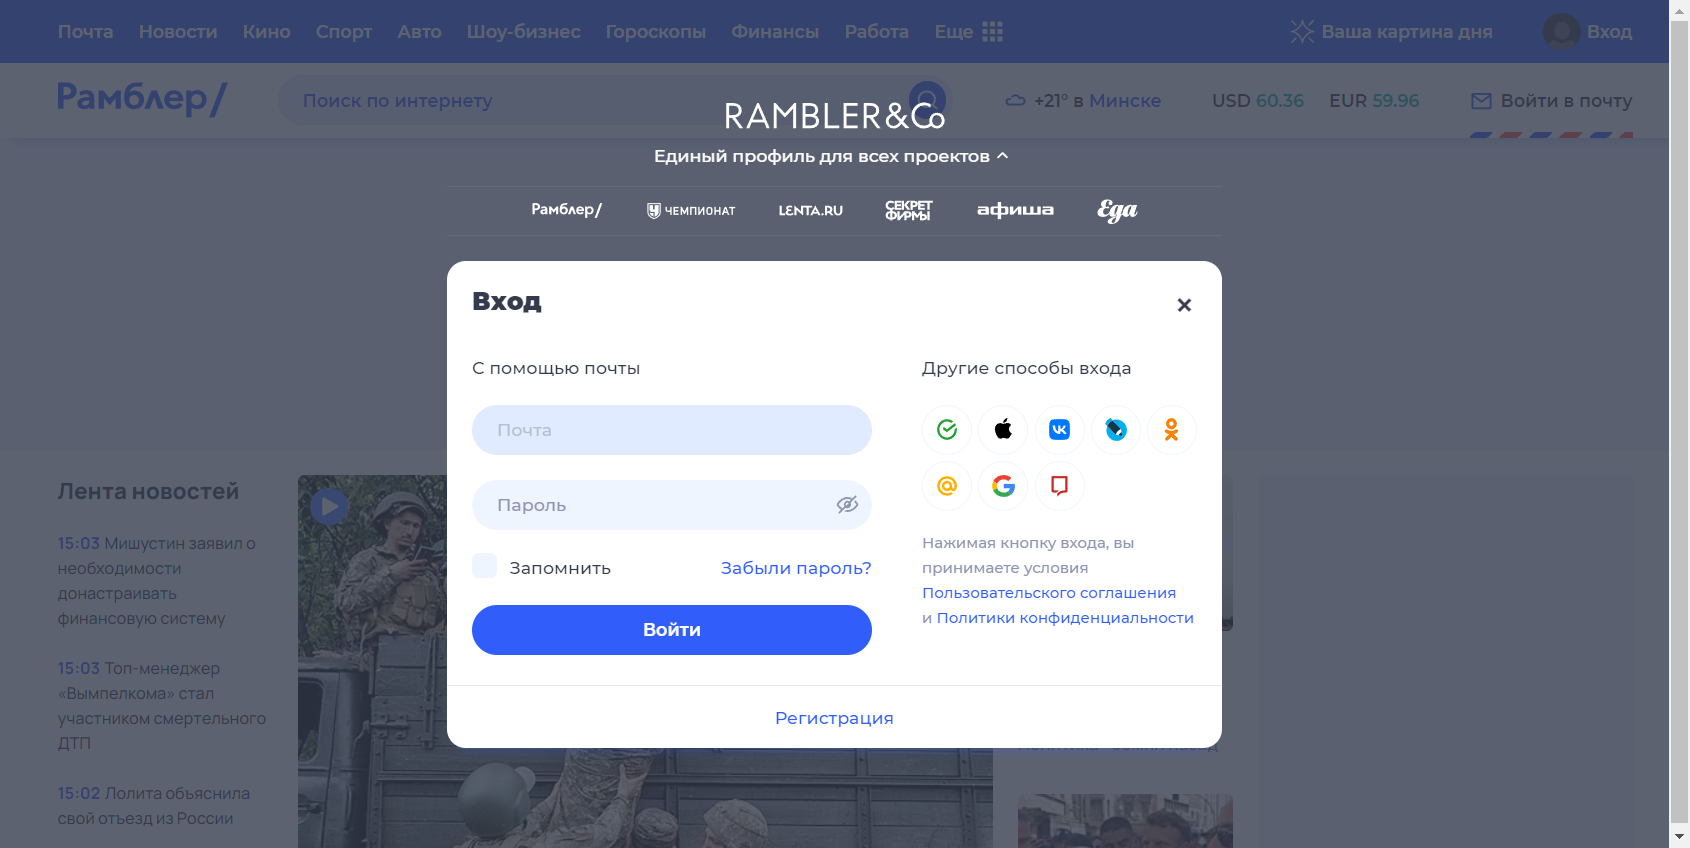 Почта Новости Кино Спорт Авто Шоу-бизнес Гороскопы Финансы Работа Еще Ваша картина дня Вход
Рамблер/ Поиск по интернету +21° в Минске USD 60.36 EUR 59.96 Войти в почту
RAMBLER&Co
Единый профиль для всех проектов
Рамблер/ ЧЕМПИОНАТ LENTA.RU СЕКРЕТ ФИРМЫ афиша Еда
Вход
С помощью почты
Почта
Пароль
Запомнить Забыли пароль?
Войти
Другие способы входа
Нажимая кнопку входа, вы
принимаете условия
Пользовательского соглашения
и Политики конфиденциальности
Регистрация
Лента новостей
15:03 Мишустин заявил о
необходимости
донастраивать
финансовую систему
15:03 Топ-менеджер
«Вымпелкома» стал
участником смертельного
ДТП
15:02 Лолита объяснила
свой отъезд из России